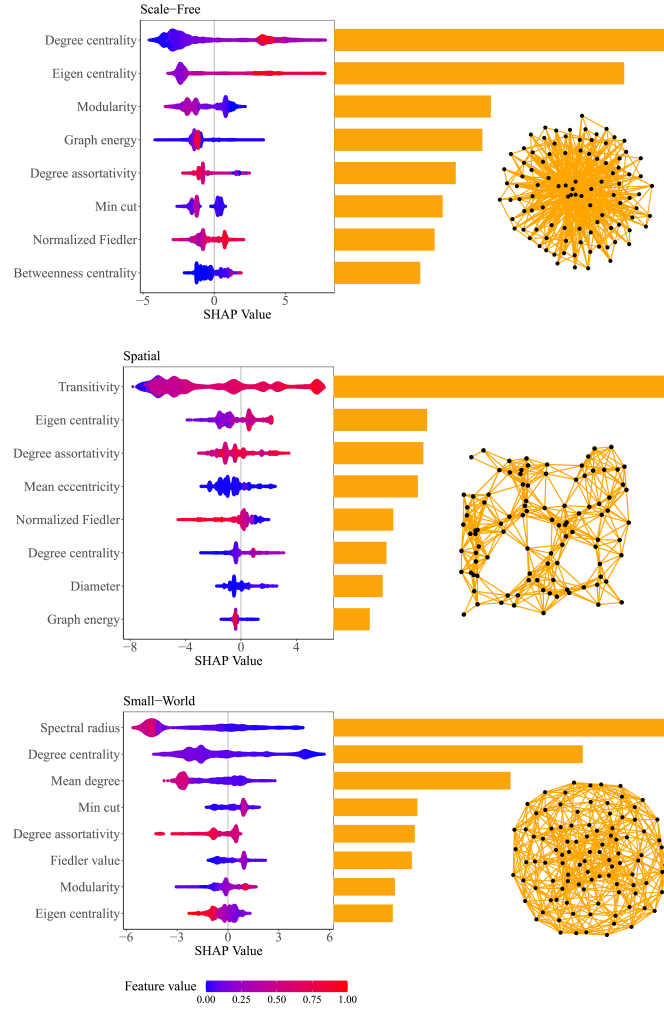 Scale−Free
Degree centrality
Eigen centrality
Modularity
Graph energy
Degree assortativity
Min cut
Normalized Fiedler
Betweenness centrality
−5 0 5
SHAP Value
Spatial
Transitivity
Eigen centrality
Degree assortativity
Mean eccentricity
Normalized Fiedler
Degree centrality
Diameter
Graph energy
−8 −4 0 4
SHAP Value
Small−World
Spectral radius
Degree centrality
Mean degree
Min cut
Degree assortativity
Fiedler value
Modularity
Eigen centrality
−6 −3 0 3 6
SHAP Value
Feature value
0.00 0.25 0.50 0.75 1.00